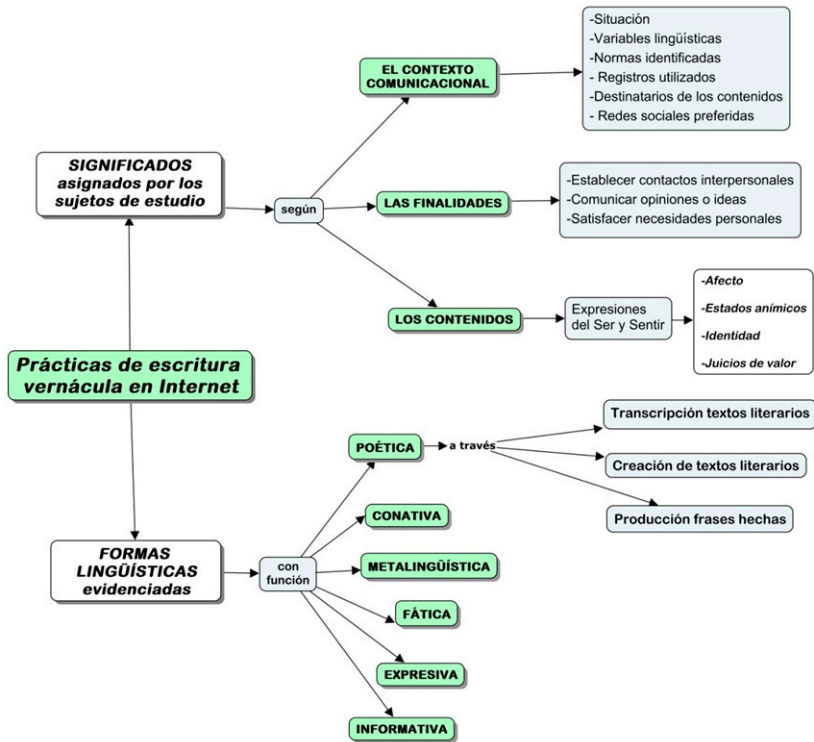 -Situación
-Variables lingüísticas
-Normas identificadas
- Registros utilizados
-Destinatarios de los contenidos
- Redes sociales preferidas
EL CONTEXTO
COMUNICACIONAL
SIGNIFICADOS
asignados por los
sujetos de estudio
según
LAS FINALIDADES
-Establecer contactos interpersonales
-Comunicar opiniones o ideas
-Satisfacer necesidades personales
LOS CONTENIDOS
Expresiones
del Ser y Sentir
-Afecto
-Estados anímicos
-Identidad
-Juicios de valor
Prácticas de escritura
vernácula en Internet
FORMAS
LINGÜÍSTICAS
evidenciadas
con
función
POÉTICA
a través
Transcripción textos literarios
Creación de textos literarios
Producción frases hechas
CONATIVA
METALINGÜÍSTICA
FÁTICA
EXPRESIVA
INFORMATIVA